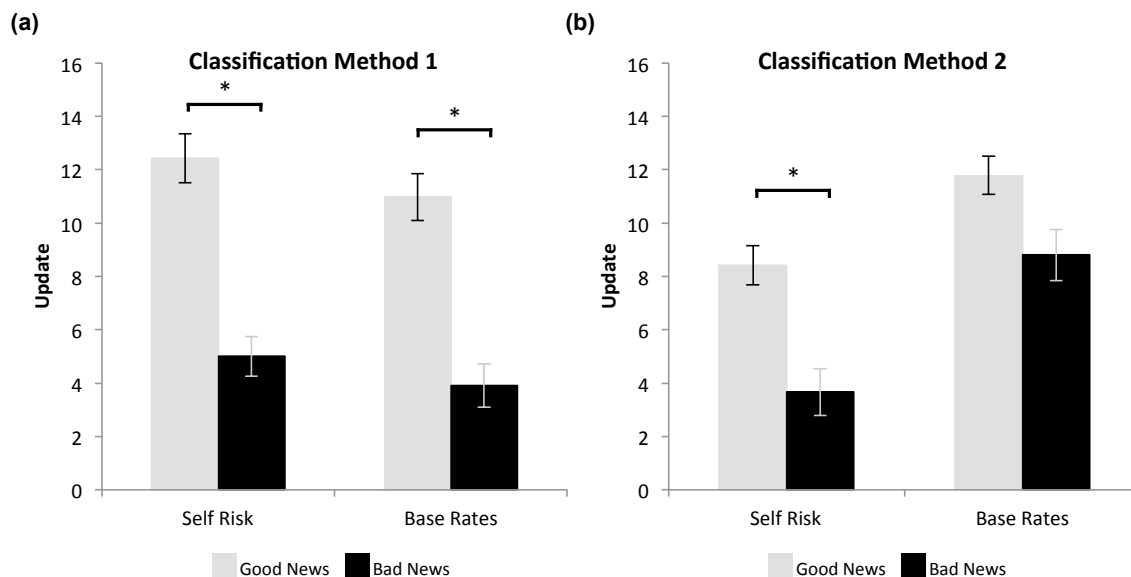 (a)
Classification Method 1
16
14
12
10
8
6
4
2
0
Update
*
*
Self Risk
Base Rates
Good News
Bad News
(b)
Classification Method 2
16
14
12
10
8
6
4
2
0
Update
*
Self Risk
Base Rates
Good News
Bad News